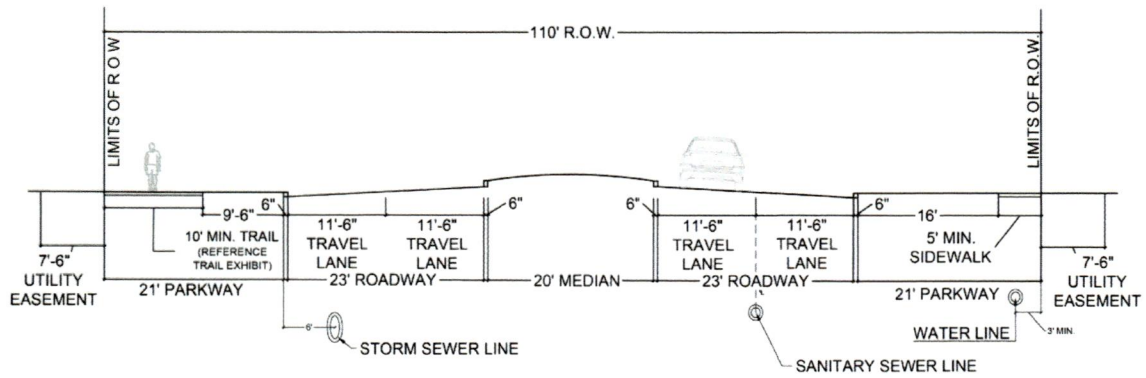 110' R.O.W.
LIMITS OF R O W
LIMITS OF R.O.W.
9'-6"
6"
6"
6"
6"
16'
10' MIN. TRAIL
(REFERENCE
TRAIL EXHIBIT)
11'-6"
TRAVEL
LANE
11'-6"
TRAVEL
LANE
11'-6"
TRAVEL
LANE
11'-6"
TRAVEL
LANE
5' MIN.
SIDEWALK
7'-6"
UTILITY
EASEMENT
7'-6"
UTILITY
EASEMENT
21' PARKWAY
23' ROADWAY
20' MEDIAN
23' ROADWAY
21' PARKWAY
6'
STORM SEWER LINE
SANITARY SEWER LINE
WATER LINE
3' MIN.